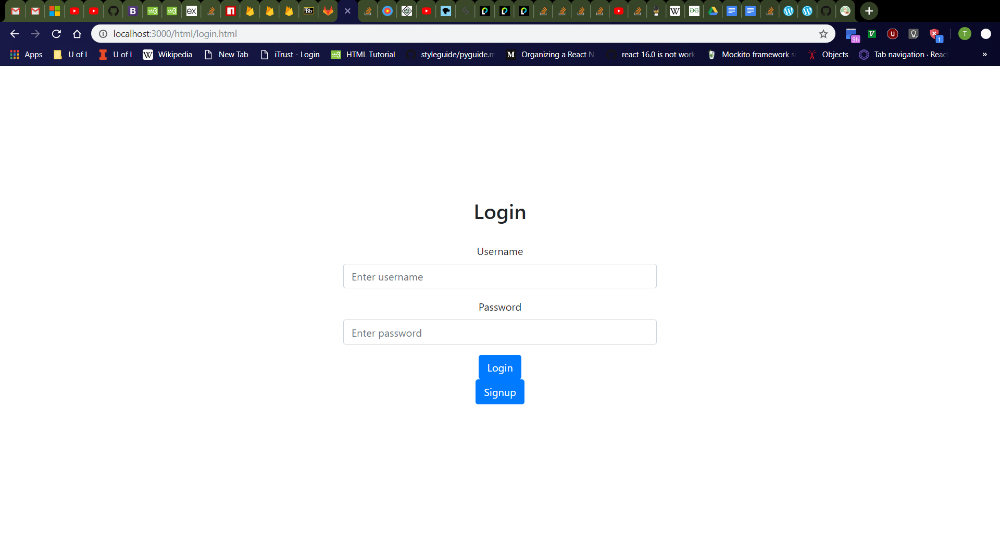 localhost:3000/html/login.html
9h
1
T
Apps U of I U of I Wikipedia New Tab iTrust - Login HTML Tutorial styleguide/pyguide.m Organizing a React N react 16.0 is not work Mockito framework Objects Tab navigation · Reac »
Login
Username
Enter username
Password
Enter password
Login
Signup